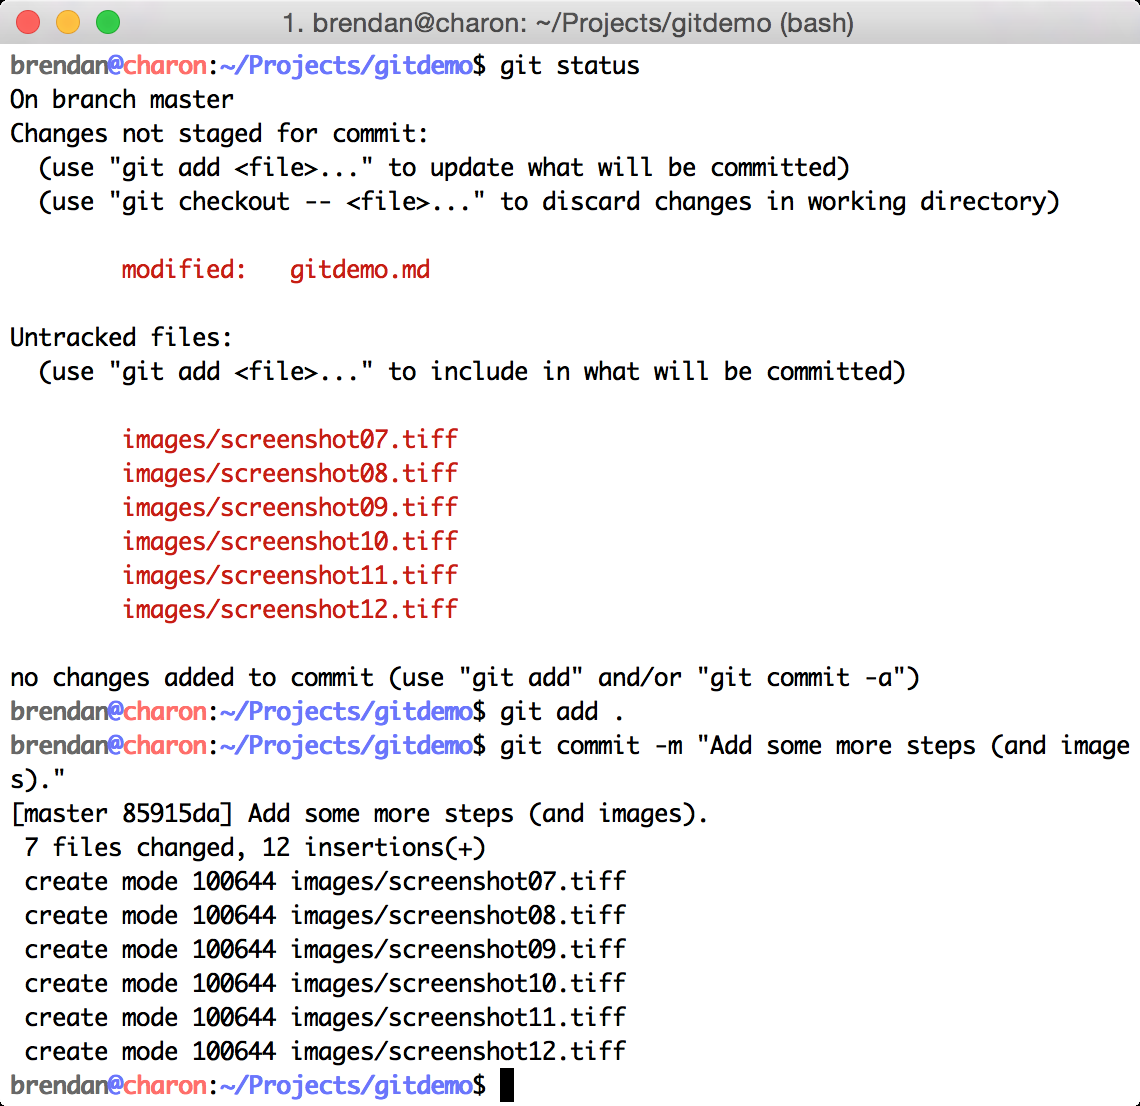 1. brendan@charon: ~/Projects/gitdemo (bash)
brendan@charon:~/Projects/gitdemo$ git status
On branch master
Changes not staged for commit:
  (use "git add <file>..." to update what will be committed)
  (use "git checkout -- <file>..." to discard changes in working directory)
        modified:   gitdemo.md
Untracked files:
  (use "git add <file>..." to include in what will be committed)
        images/screenshot07.tiff
        images/screenshot08.tiff
        images/screenshot09.tiff
        images/screenshot10.tiff
        images/screenshot11.tiff
        images/screenshot12.tiff
no changes added to commit (use "git add" and/or "git commit -a")
brendan@charon:~/Projects/gitdemo$ git add .
brendan@charon:~/Projects/gitdemo$ git commit -m "Add some more steps (and image
s)."
[master 85915da] Add some more steps (and images).
 7 files changed, 12 insertions(+)
 create mode 100644 images/screenshot07.tiff
 create mode 100644 images/screenshot08.tiff
 create mode 100644 images/screenshot09.tiff
 create mode 100644 images/screenshot10.tiff
 create mode 100644 images/screenshot11.tiff
 create mode 100644 images/screenshot12.tiff
brendan@charon:~/Projects/gitdemo$